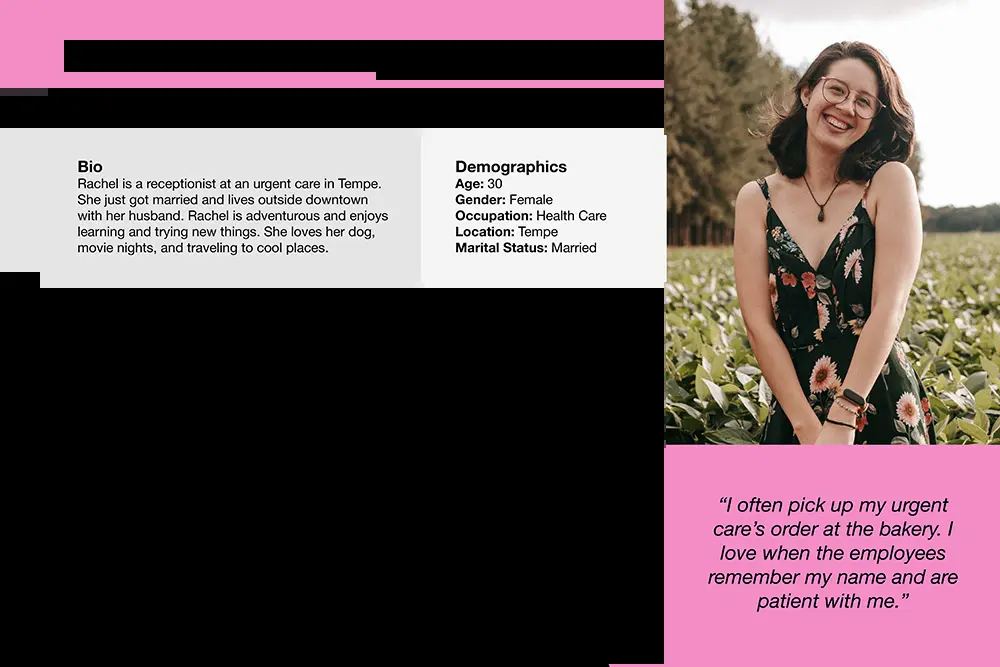 Bio
Rachel is a receptionist at an urgent care in Tempe.
She just got married and lives outside downtown
with her husband. Rachel is adventurous and enjoys
learning and trying new things. She loves her dog,
movie nights, and traveling to cool places.
Demographics
Age: 30
Gender: Female
Occupation: Health Care
Location: Tempe
Marital Status: Married
“I often pick up my urgent
care’s order at the bakery. I
love when the employees
remember my name and are
patient with me.”